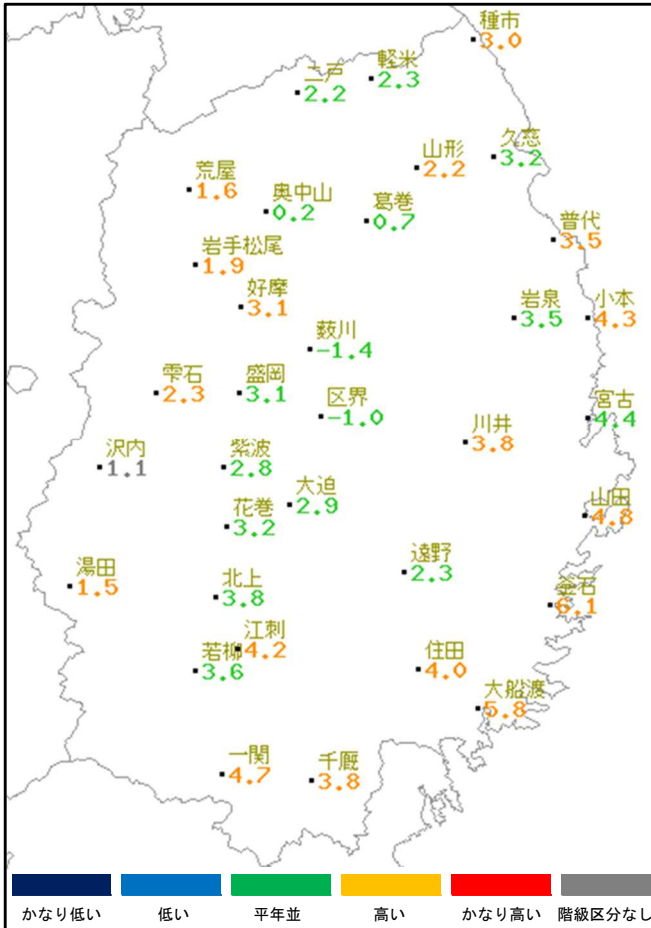 種市
3.0
軽米
2.3
二戸
2.2
久慈
3.2
山形
2.2
荒屋
1.6
奥中山
0.2
葛巻
0.7
普代
3.5
岩手松尾
1.9
好摩
3.1
岩泉
3.5
小本
4.3
薮川
-1.4
雫石
2.3
盛岡
3.1
区界
-1.0
宮古
4.4
川井
3.8
沢内
1.1
紫波
2.8
大迫
2.9
山田
4.8
花巻
3.2
遠野
2.3
湯田
1.5
北上
3.8
釜石
6.1
江刺
4.2
若柳
3.6
住田
4.0
大船渡
5.8
一関
4.7
千厩
3.8
かなり低い 低い 平年並 高い かなり高い 階級区分なし